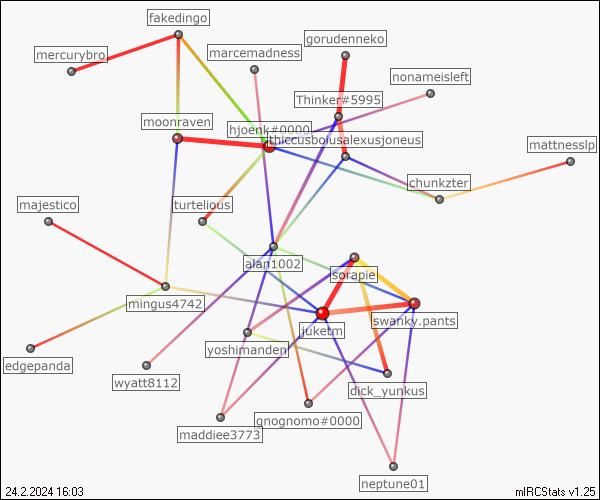 fakedingo
gorudenneko
marcemadness
mercurybro
nonameisleft
Thinker#5995
moonraven
hjoenk#0000
thiccusboiusalexusjoneus
mattnesslp
chunkzter
majestico
turtelious
alan1002
sorapie
mingus4742
swanky.pants
juketm
yoshimanden
edgepanda
wyatt8112
dick_yunkus
gnognomo#0000
maddiee3773
neptune01
24.2.2024 16:03
mIRCStats v1.25